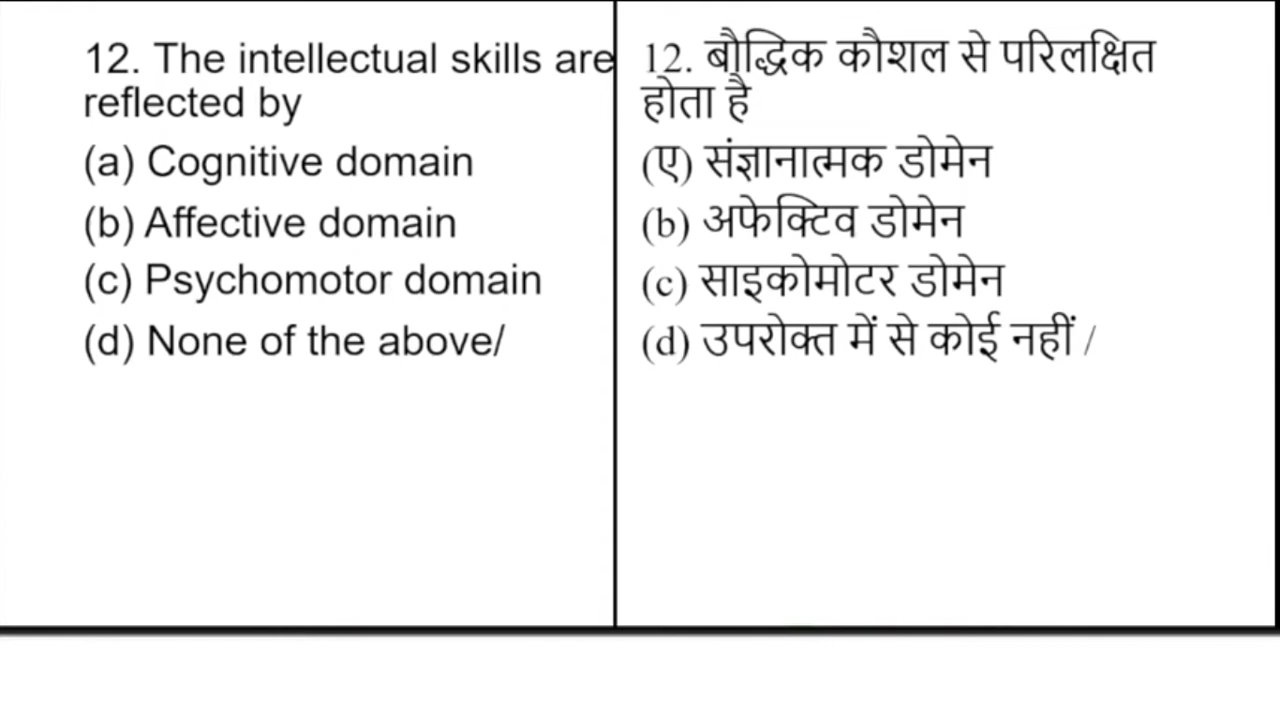 12. The intellectual skills are
reflected by
(a) Cognitive domain
(b) Affective domain
(c) Psychomotor domain
(d) None of the above/
12. बौद्धिक कौशल से परिलक्षित
होता है
(ए) संज्ञानात्मक डोमेन
(b) अफेक्टिव डोमेन
(c) साइकोमोटर डोमेन
(d) उपरोक्त में से कोई नहीं /